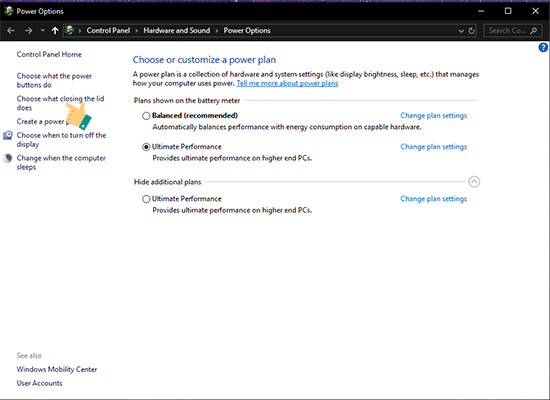 Power Options
Control Panel > Hardware and Sound > Power Options
Search Co...
Control Panel Home
Choose what the power
buttons do
Choose what closing the lid
does
Create a power
Choose when to turn off the
display
Change when the computer
sleeps
Choose or customize a power plan
A power plan is a collection of hardware and system settings (like display brightness, sleep, etc.) that manages
how your computer uses power. Tell me more about power plans
Plans shown on the battery meter
Balanced (recommended) Change plan settings
Automatically balances performance with energy consumption on capable hardware.
Ultimate Performance Change plan settings
Provides ultimate performance on higher end PCs.
Hide additional plans
Ultimate Performance Change plan settings
Provides ultimate performance on higher end PCs.
See also
Windows Mobility Center
User Accounts